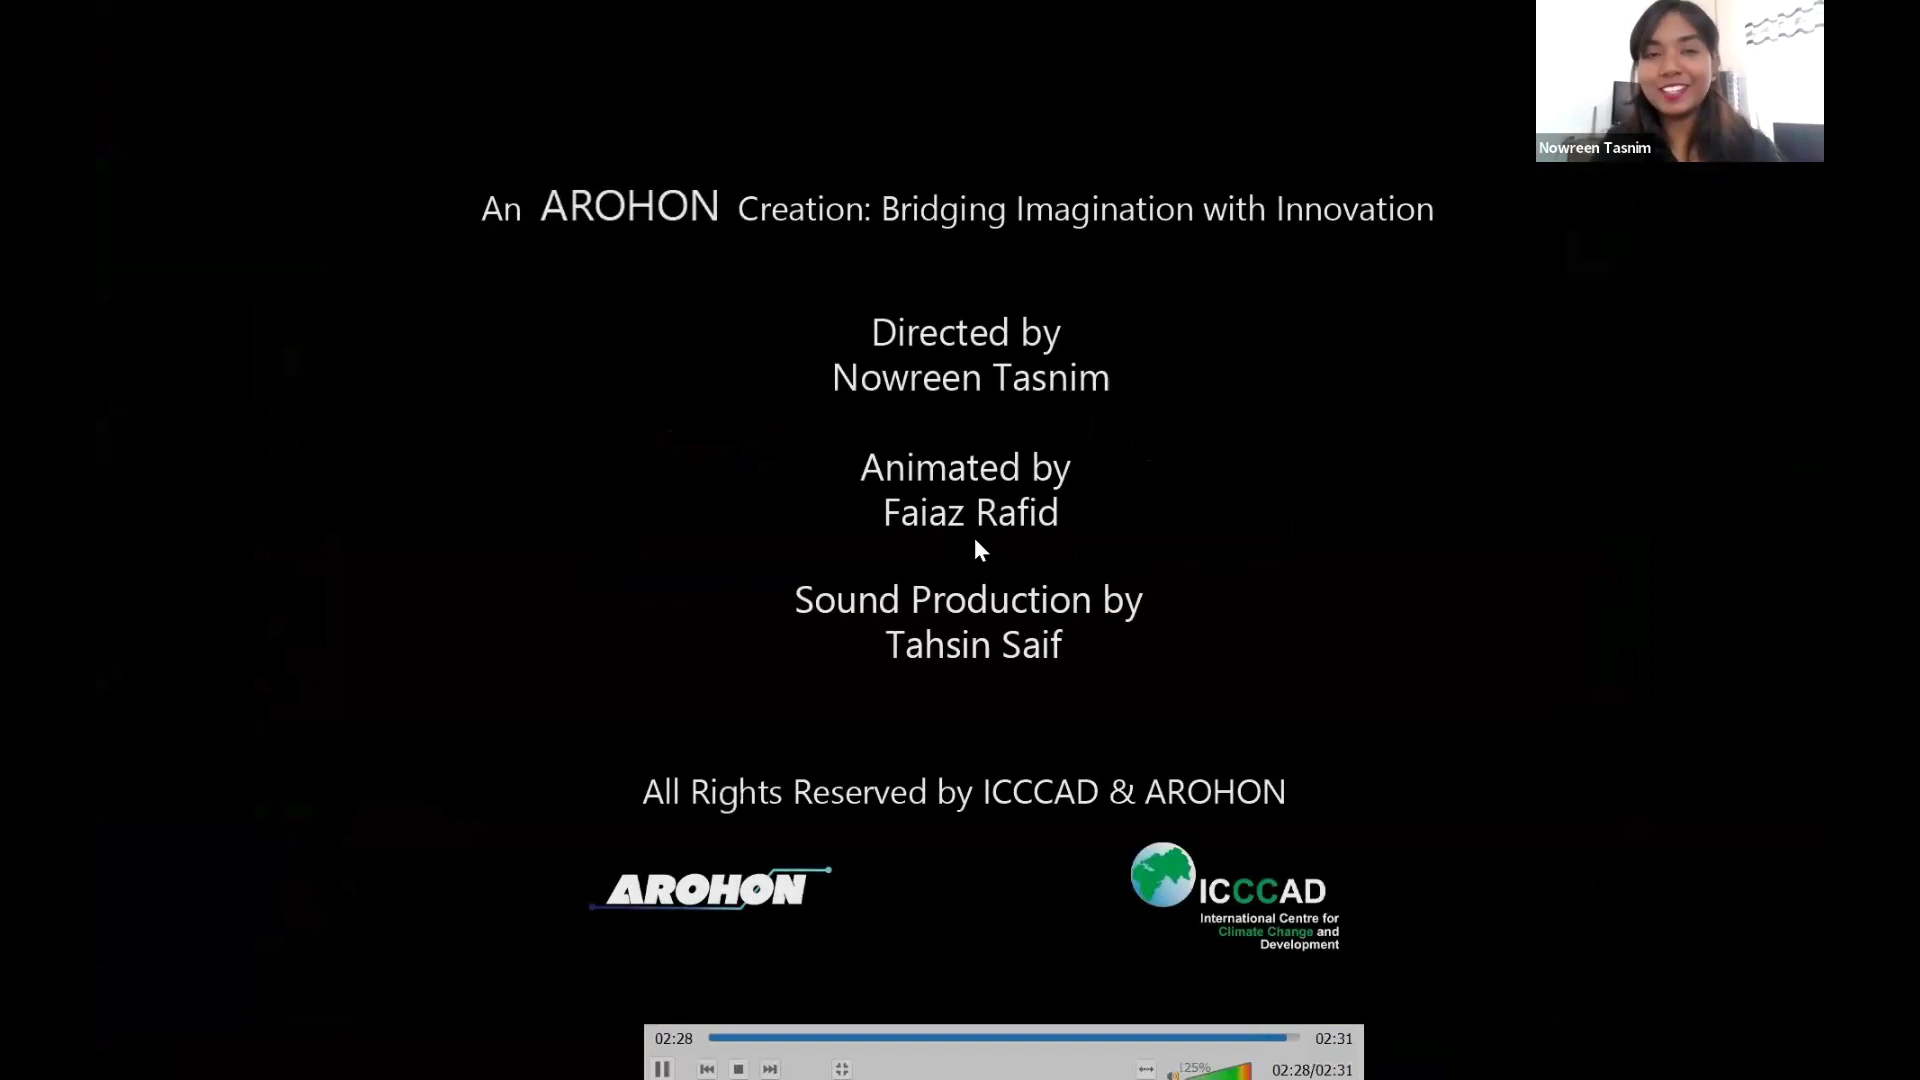 Nowreen Tasnim
An AROHON Creation: Bridging Imagination with Innovation
Directed by
Nowreen Tasnim
Animated by
Faiaz Rafid
Sound Production by
Tahsin Saif
All Rights Reserved by ICCCAD & AROHON
AROHON
ICCCAD
International Centre for
Climate Change and
Development
02:28
02:31
125%
02:28/02:31